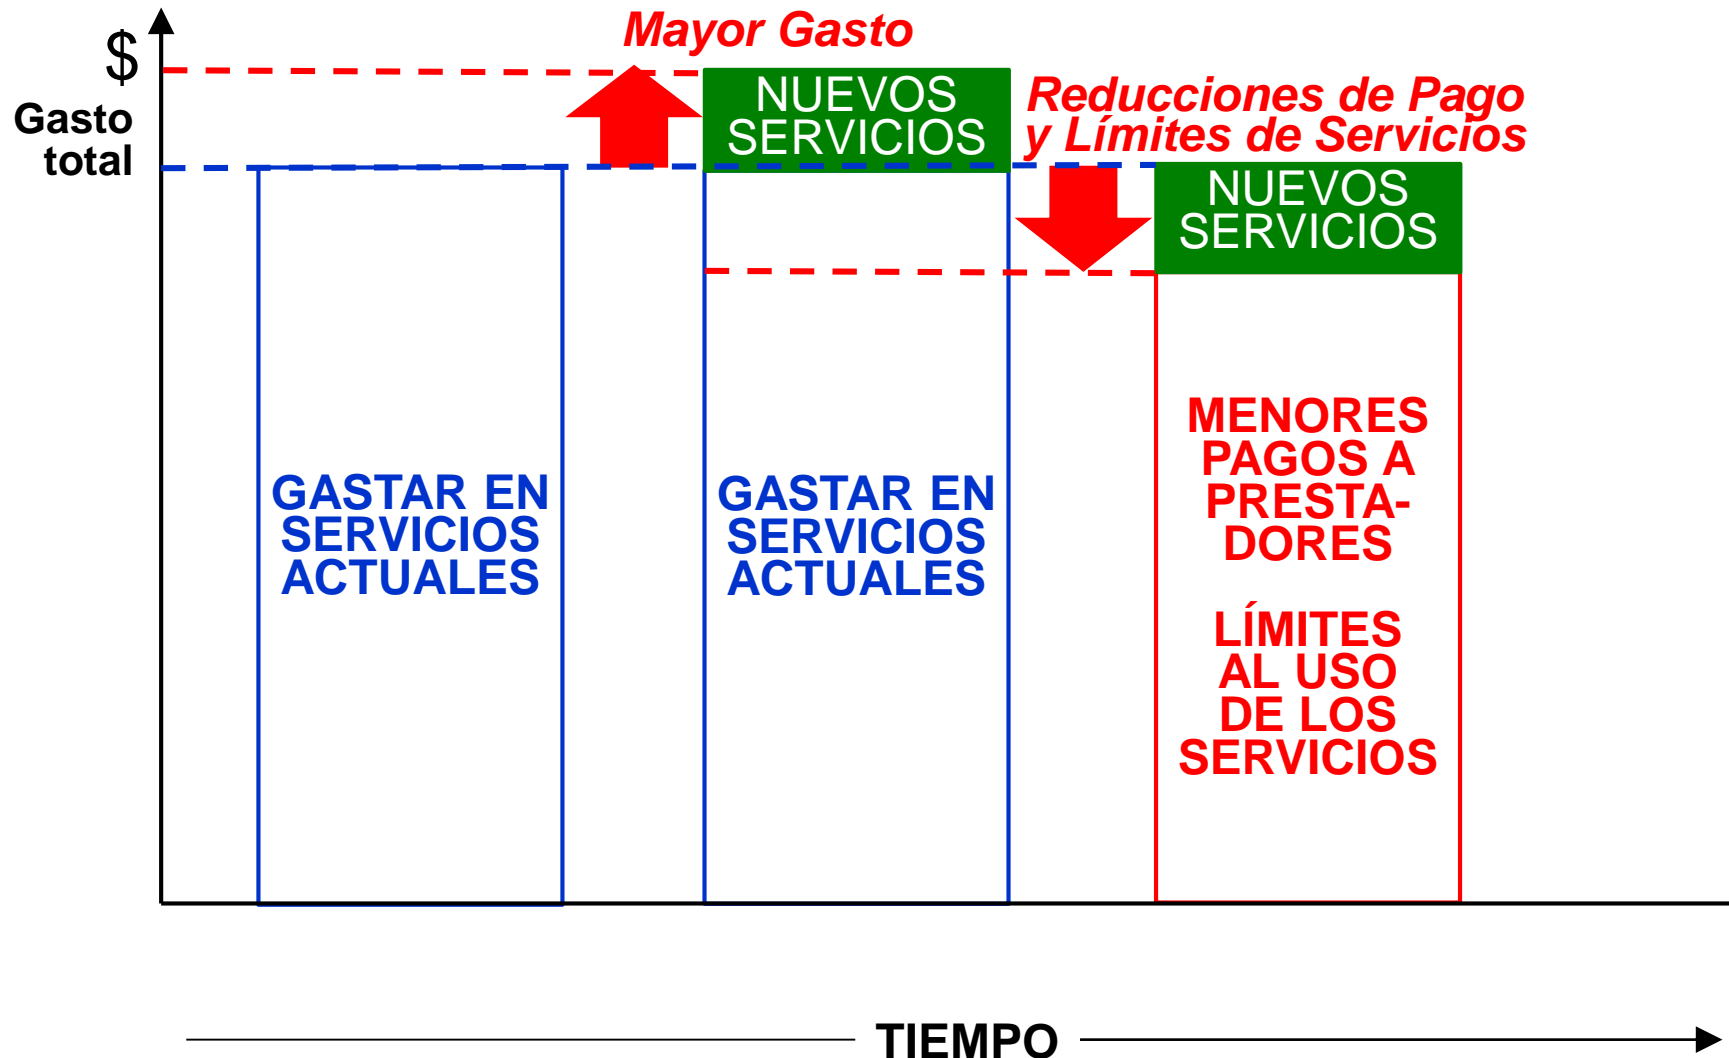 $
Gasto
total
Mayor Gasto
NUEVOS
SERVICIOS
Reducciones de Pago
y Límites de Servicios
NUEVOS
SERVICIOS
GASTAR EN
SERVICIOS
ACTUALES
GASTAR EN
SERVICIOS
ACTUALES
MENORES
PAGOS A
PRESTA-
DORES
LÍMITES
AL USO
DE LOS
SERVICIOS
TIEMPO